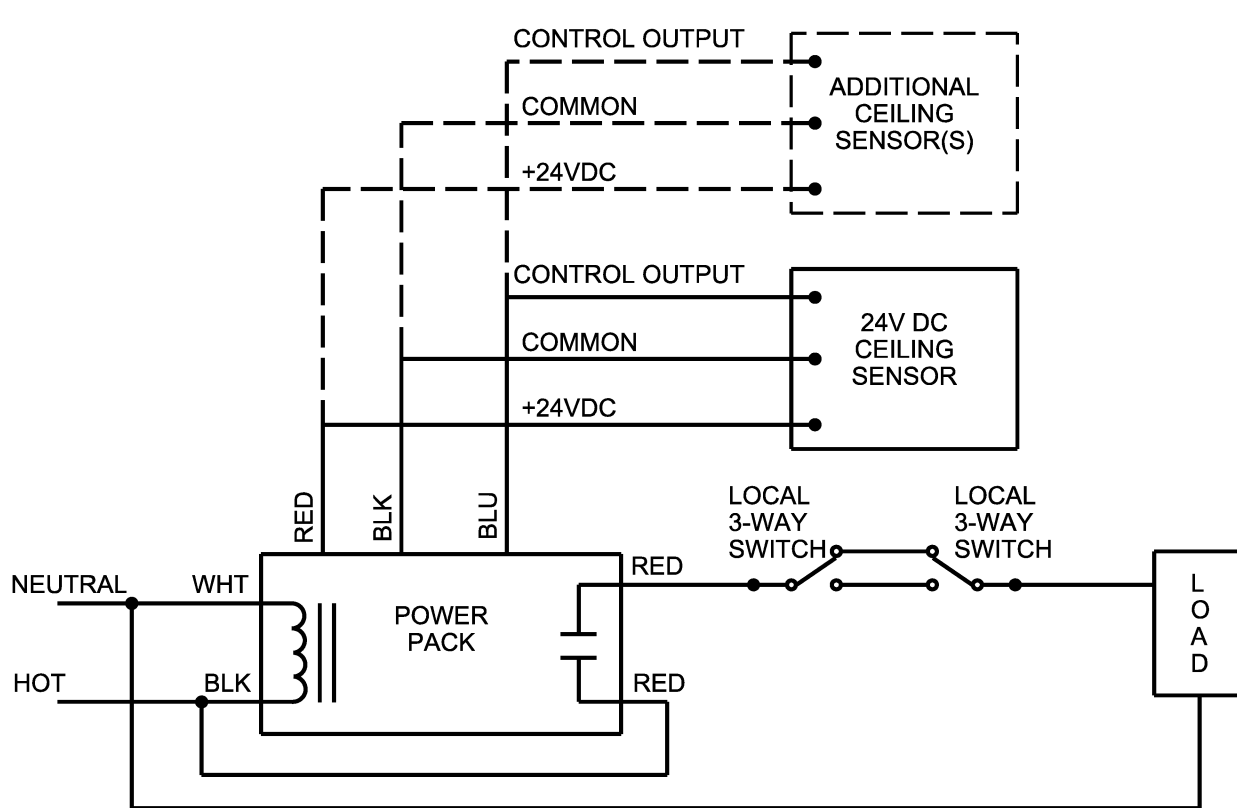 CONTROL OUTPUT
COMMON
+24VDC
ADDITIONAL
CEILING
SENSOR(S)
CONTROL OUTPUT
COMMON
+24VDC
24V DC
CEILING
SENSOR
RED
BLK
BLU
LOCAL
3-WAY
SWITCH
LOCAL
3-WAY
SWITCH
NEUTRAL
WHT
HOT
BLK
POWER
PACK
RED
RED
L
O
A
D